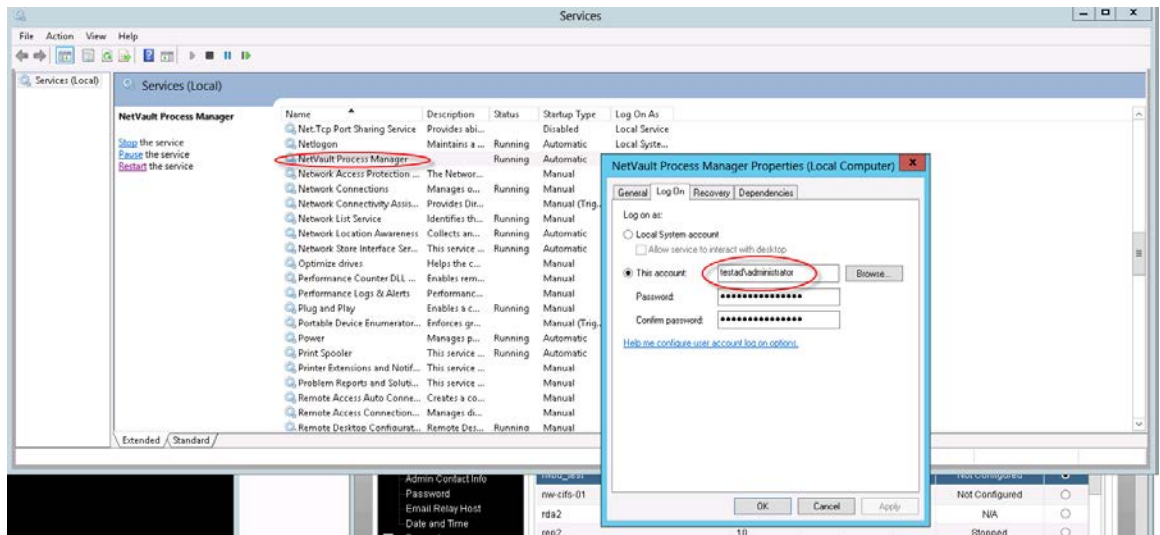 Services
File Action View Help
Services (Local)
Services (Local)
NetVault Process Manager
Stop the service
Pause the service
Restart the service
Name Description Status Startup Type Log On As
Net.Tcp Port Sharing Service Provides abi... Disabled Local Service
Netlogon Maintains a ... Running Automatic Local Syste...
NetVault Process Manager Running Automatic
Network Access Protection ... The Networ... Manual
Network Connections Manages o... Running Manual
Network Connectivity Assis... Provides Dir... Manual (Trig...
Network List Service Identifies th... Running Manual
Network Location Awareness Collects an... Running Automatic
Network Store Interface Ser... This service ... Running Automatic
Optimize drives Helps the c... Manual
Performance Counter DLL ... Enables rem... Manual
Performance Logs & Alerts Performanc... Manual
Plug and Play Enables a c... Running Manual
Portable Device Enumerator... Enforces gr... Manual (Trig...
Power Manages p... Running Automatic
Print Spooler This service ... Running Automatic
Printer Extensions and Notif... This service ... Manual
Problem Reports and Soluti... This service ... Manual
Remote Access Auto Conne... Creates a co... Manual
Remote Access Connection... Manages di... Manual
Remote Desktop Configurat... Remote Des... Running Manual
Extended Standard
NetVault Process Manager Properties (Local Computer)
General Log On Recovery Dependencies
Log on as:
Local System account
Allow service to interact with desktop
This account: testad\administrator Browse...
Password:
Confirm password:
Help me configure user account log on options.
OK Cancel Apply
Admin Contact Info
Password
Email Relay Host
Date and Time
nw-cifs-01 Not Configured
rda2 N/A
rep2 10 Stopped